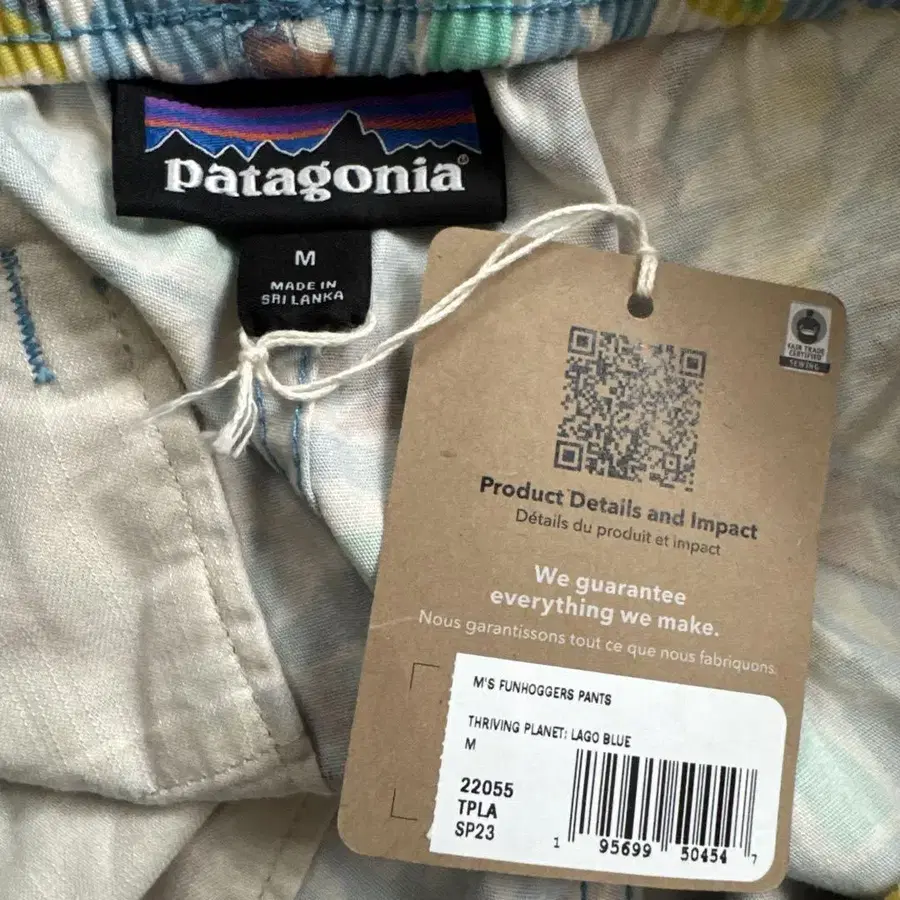 patagonia®
M
MADE IN
SRI LANKA
FAIR TRADE
CERTIFIED
SEWING
Product Details and Impact
Détails du produit et impact
We guarantee
everything we make.
Nous garantissons tout ce que nous fabriquons.
M'S FUNHOGGERS PANTS
THRIVING PLANET: LAGO BLUE
M
22055
TPLA
SP23
1 95699 50454 7